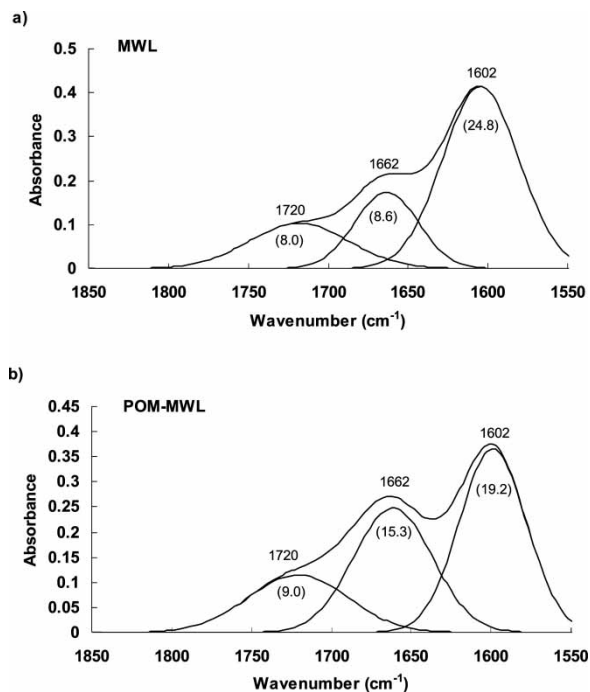 a)
MWL
0.5
0.4
0.3
0.2
0.1
0
Absorbance
1602
(24.8)
1662
(8.6)
1720
(8.0)
1850 1800 1750 1700 1650 1600 1550
Wavenumber (cm-1)
b)
POM-MWL
0.45
0.4
0.35
0.3
0.25
0.2
0.15
0.1
0.05
0
Absorbance
1602
(19.2)
1662
(15.3)
1720
(9.0)
1850 1800 1750 1700 1650 1600 1550
Wavenumber (cm-1)